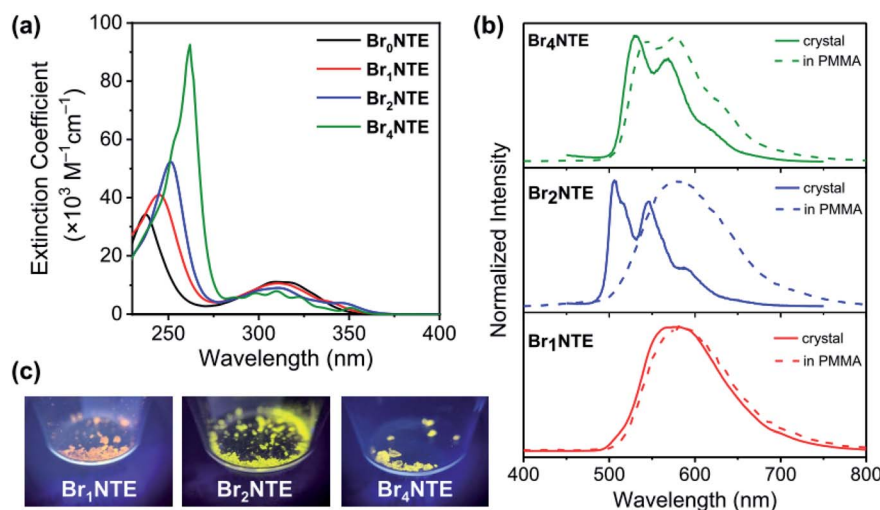 (a)
Extinction Coefficient
(×10³ M⁻¹cm⁻¹)
100
80
60
40
20
0
250
300
350
400
Wavelength (nm)
Br₀NTE
Br₁NTE
Br₂NTE
Br₄NTE
(b)
Normalized Intensity
Br₄NTE
crystal
in PMMA
Br₂NTE
crystal
in PMMA
Br₁NTE
crystal
in PMMA
400
500
600
700
800
Wavelength (nm)
(c)
Br₁NTE
Br₂NTE
Br₄NTE